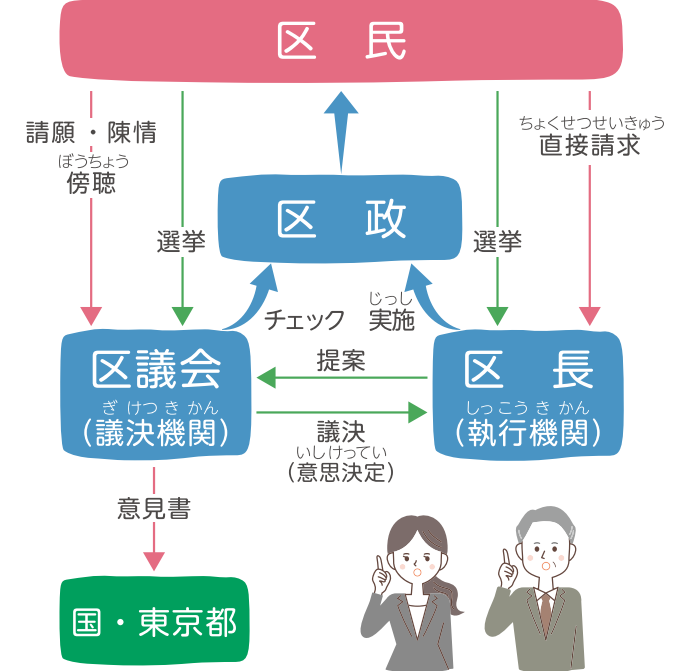 区　民
請願・陳情
ぼうちょう
傍聴
選挙
選挙
ちょくせつせいきゅう
直接請求
区　政
チェック
じっし
実施
区議会
ぎ けつ き かん
（議決機関）
提案
議決
いしけってい
（意思決定）
区　長
しっこう き かん
（執行機関）
意見書
国・東京都